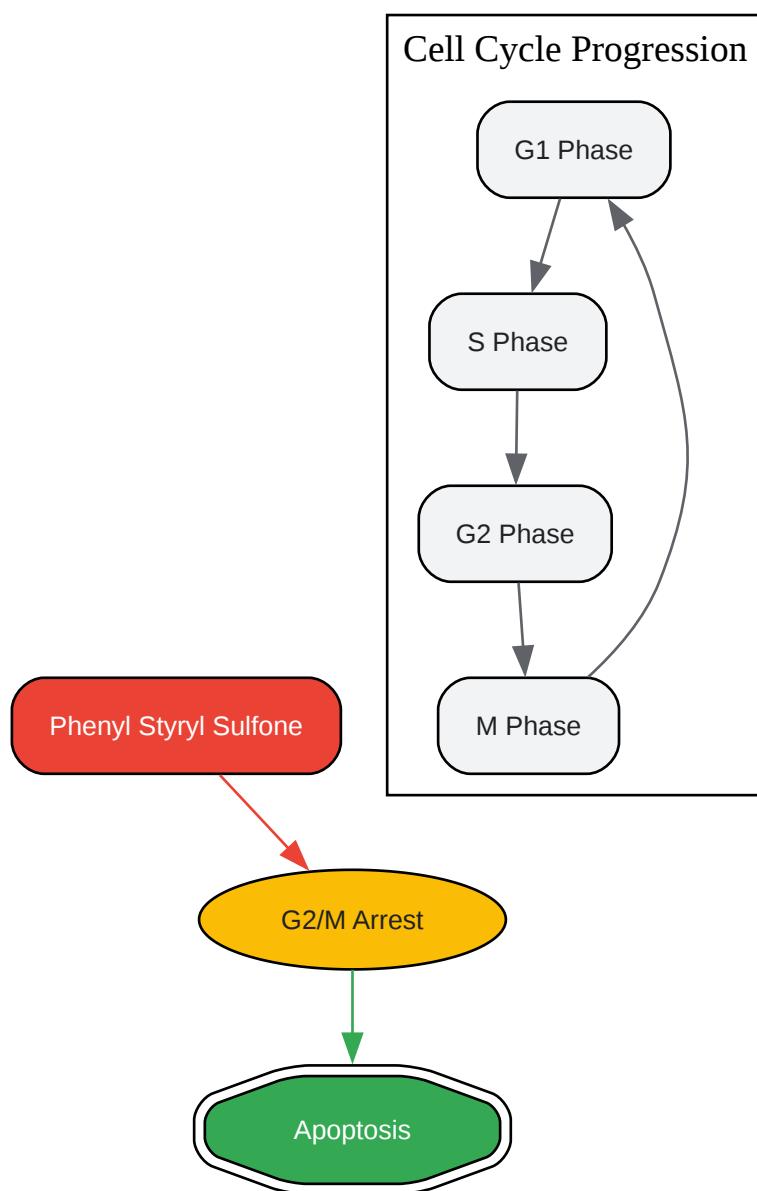 Cell Cycle Progression
G1 Phase
S Phase
G2 Phase
M Phase
Phenyl Styryl Sulfone
G2/M Arrest
Apoptosis